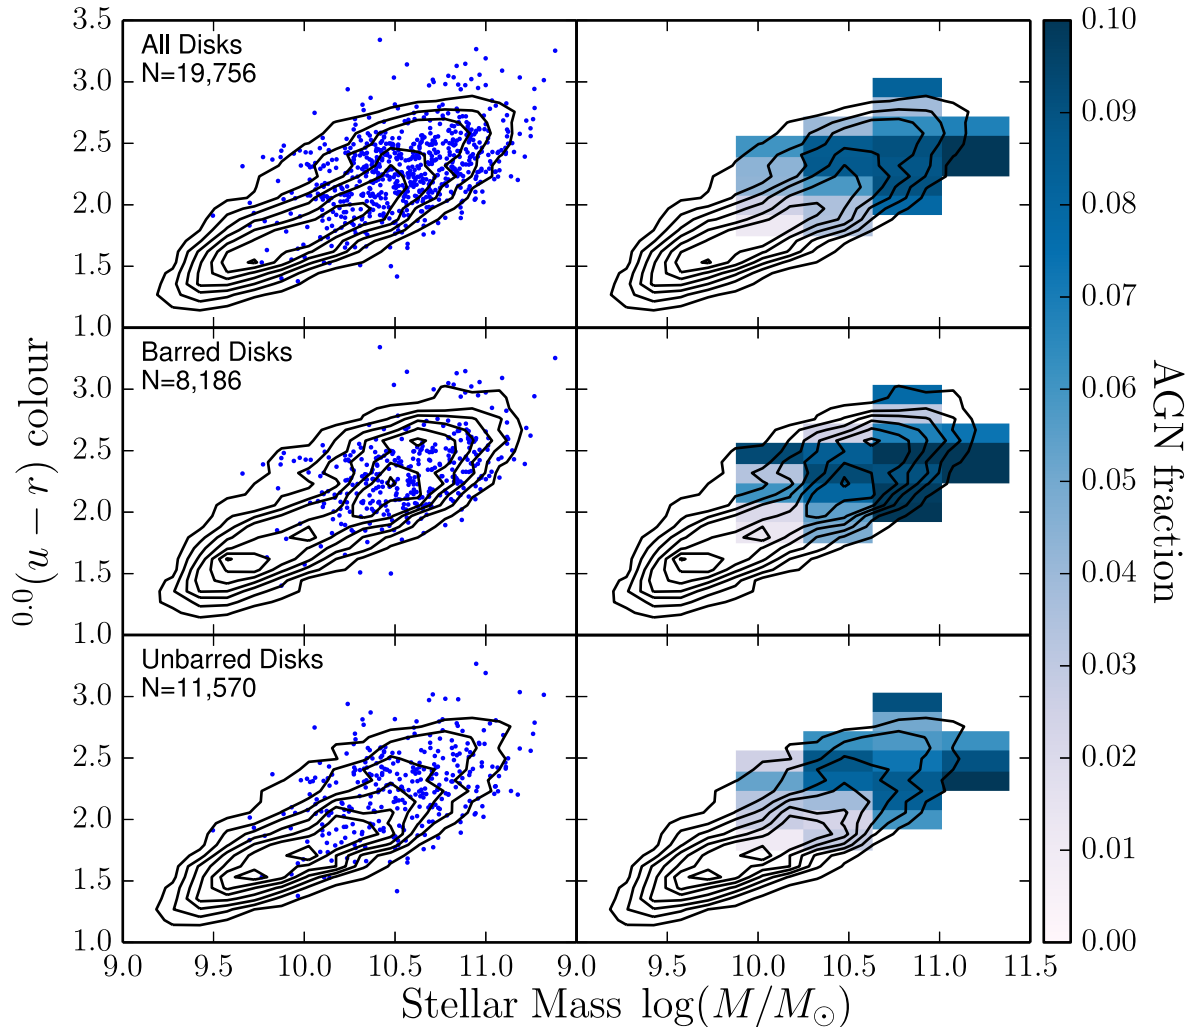 3.5
3.0
2.5
2.0
1.5
1.0
All Disks
N=19,756
3.0
2.5
2.0
1.5
1.0
Barred Disks
N=8,186
3.0
2.5
2.0
1.5
1.0
Unbarred Disks
N=11,570
9.0 9.5 10.0 10.5 11.0 9.0 9.5 10.0 10.5 11.0 11.5
0.0(u − r) colour
Stellar Mass log(M/M⊙)
0.10
0.09
0.08
0.07
0.06
0.05
0.04
0.03
0.02
0.01
0.00
AGN fraction